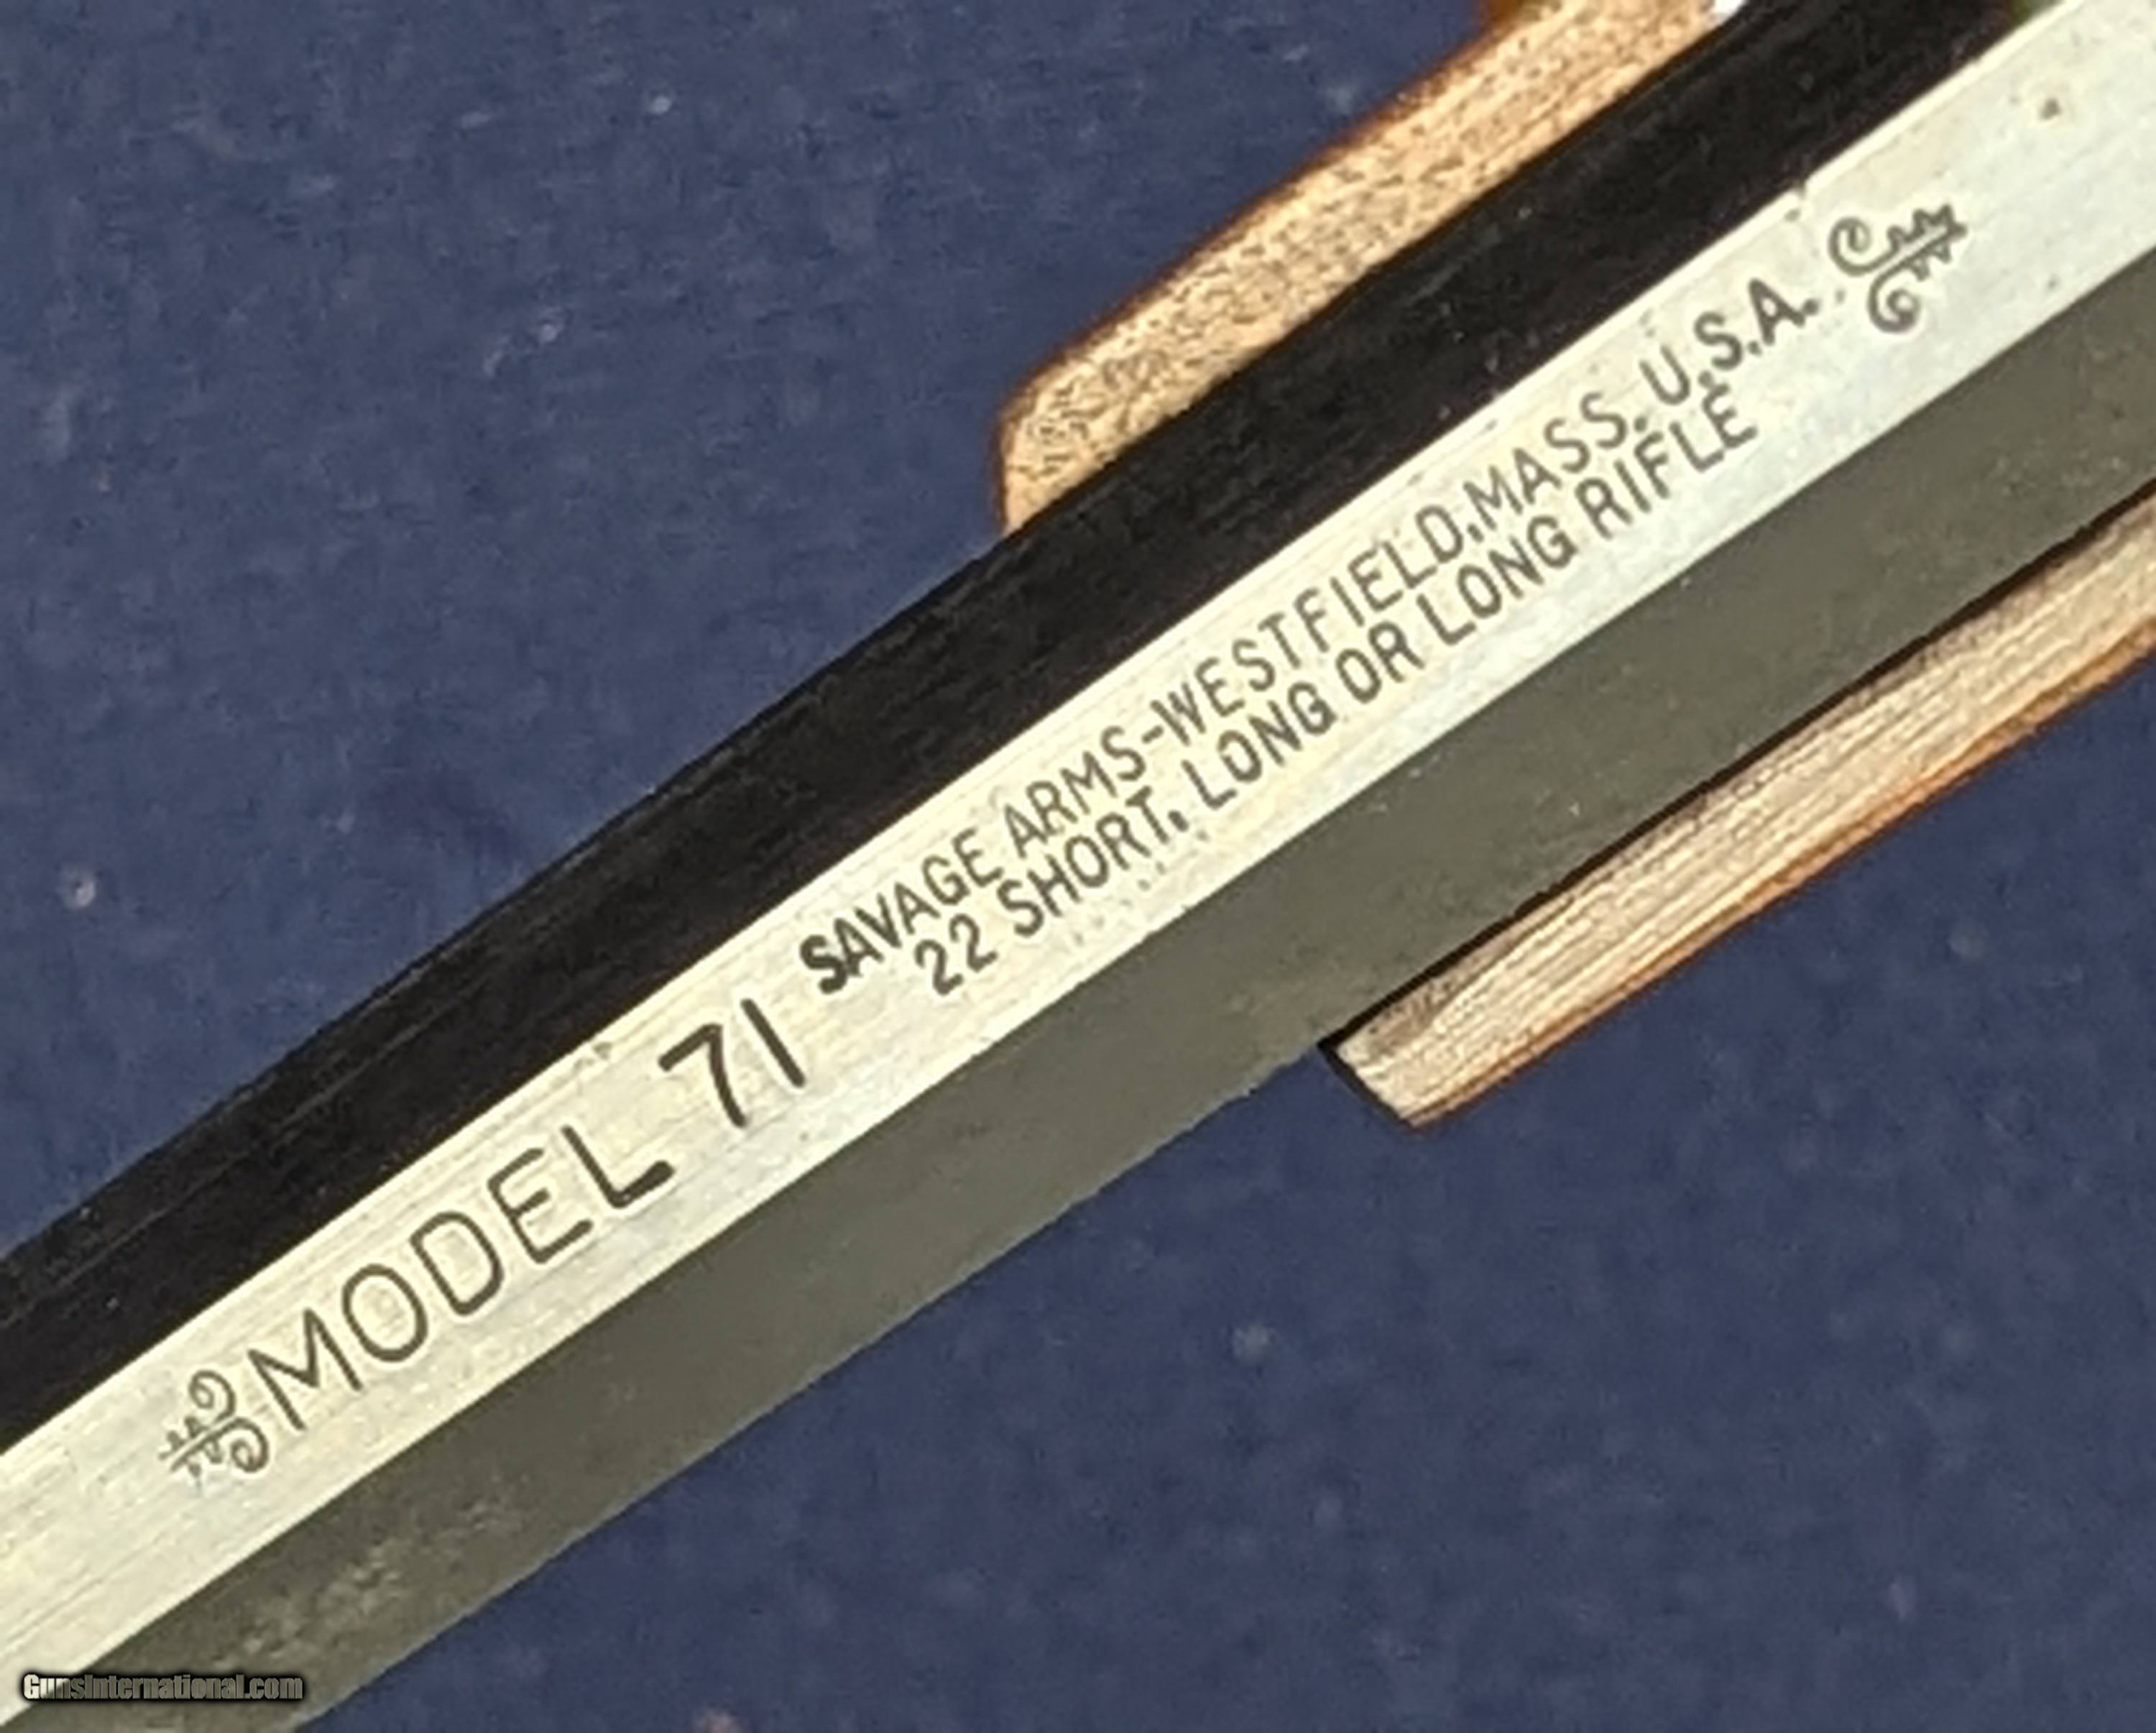 MODEL 71
SAVAGE ARMS-WESTFIELD, MASS. U.S.A.
22 SHORT, LONG OR LONG RIFLE
GunsInternational.com